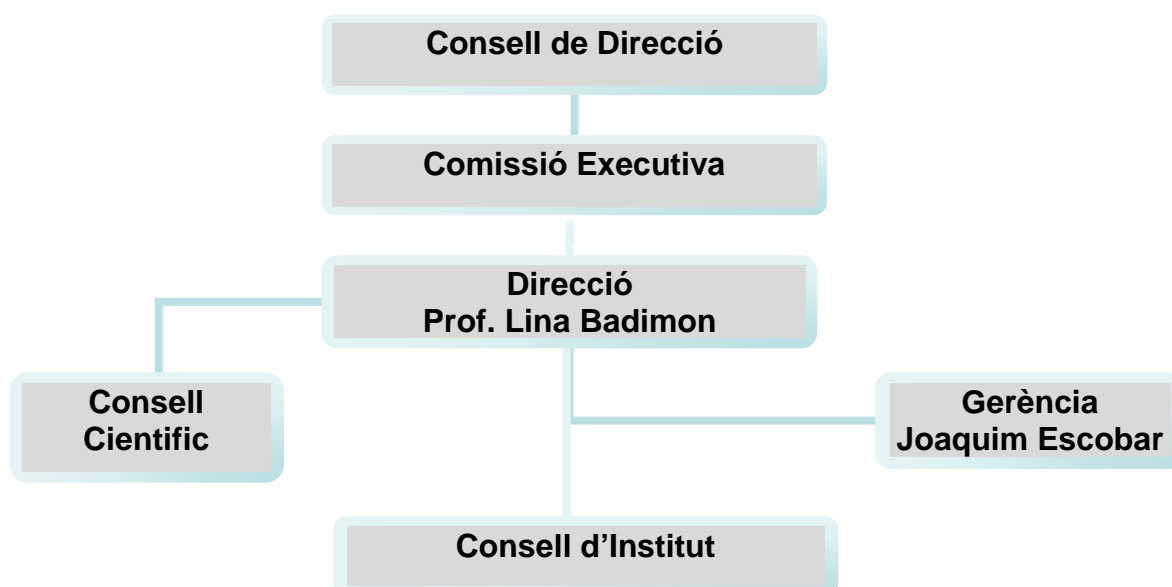 Consell de Direcció
Comissió Executiva
Direcció
Prof. Lina Badimon
Consell
Cientific
Gerència
Joaquim Escobar
Consell d’Institut